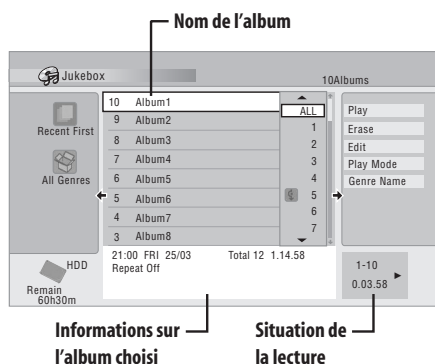 Nom de l'album
Jukebox
10Albums
Recent First
All Genres
10 Album1
9 Album2
8 Album3
7 Album4
6 Album5
5 Album6
4 Album7
3 Album8
ALL
1
2
3
4
5
6
7
Play
Erase
Edit
Play Mode
Genre Name
HDD
Remain
60h30m
21:00 FRI 25/03 Total 12 1.14.58
Repeat Off
1-10
0.03.58
Informations sur
l'album choisi
Situation de
la lecture